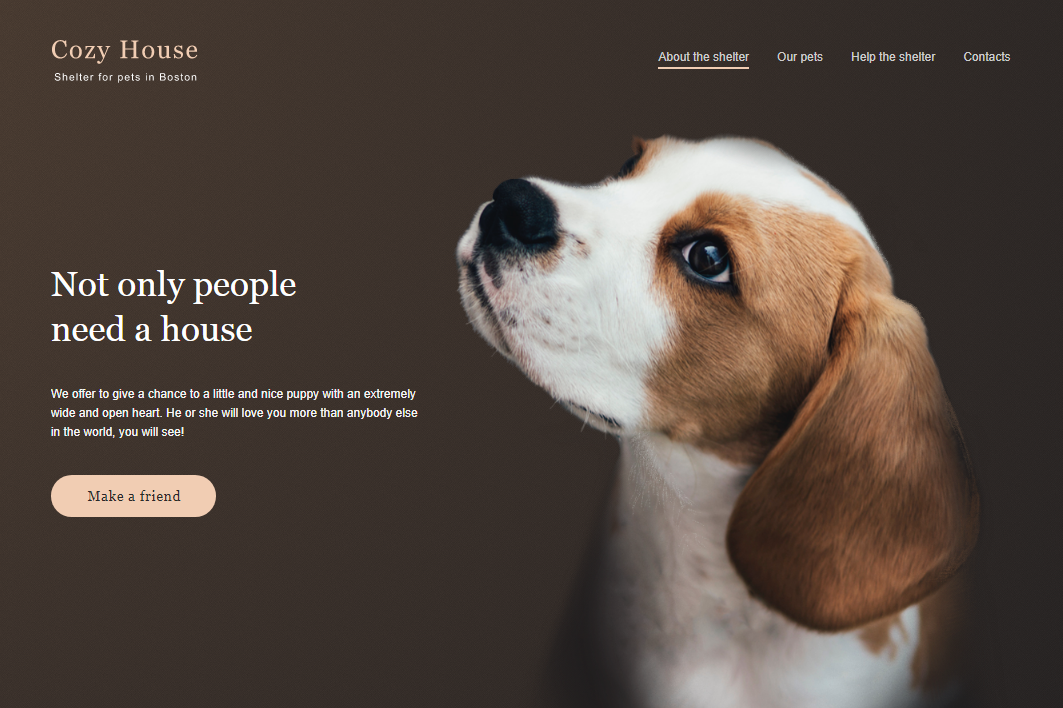 Cozy House
Shelter for pets in Boston
About the shelter
Our pets
Help the shelter
Contacts
Not only people
need a house
We offer to give a chance to a little and nice puppy with an extremely
wide and open heart. He or she will love you more than anybody else
in the world, you will see!
Make a friend